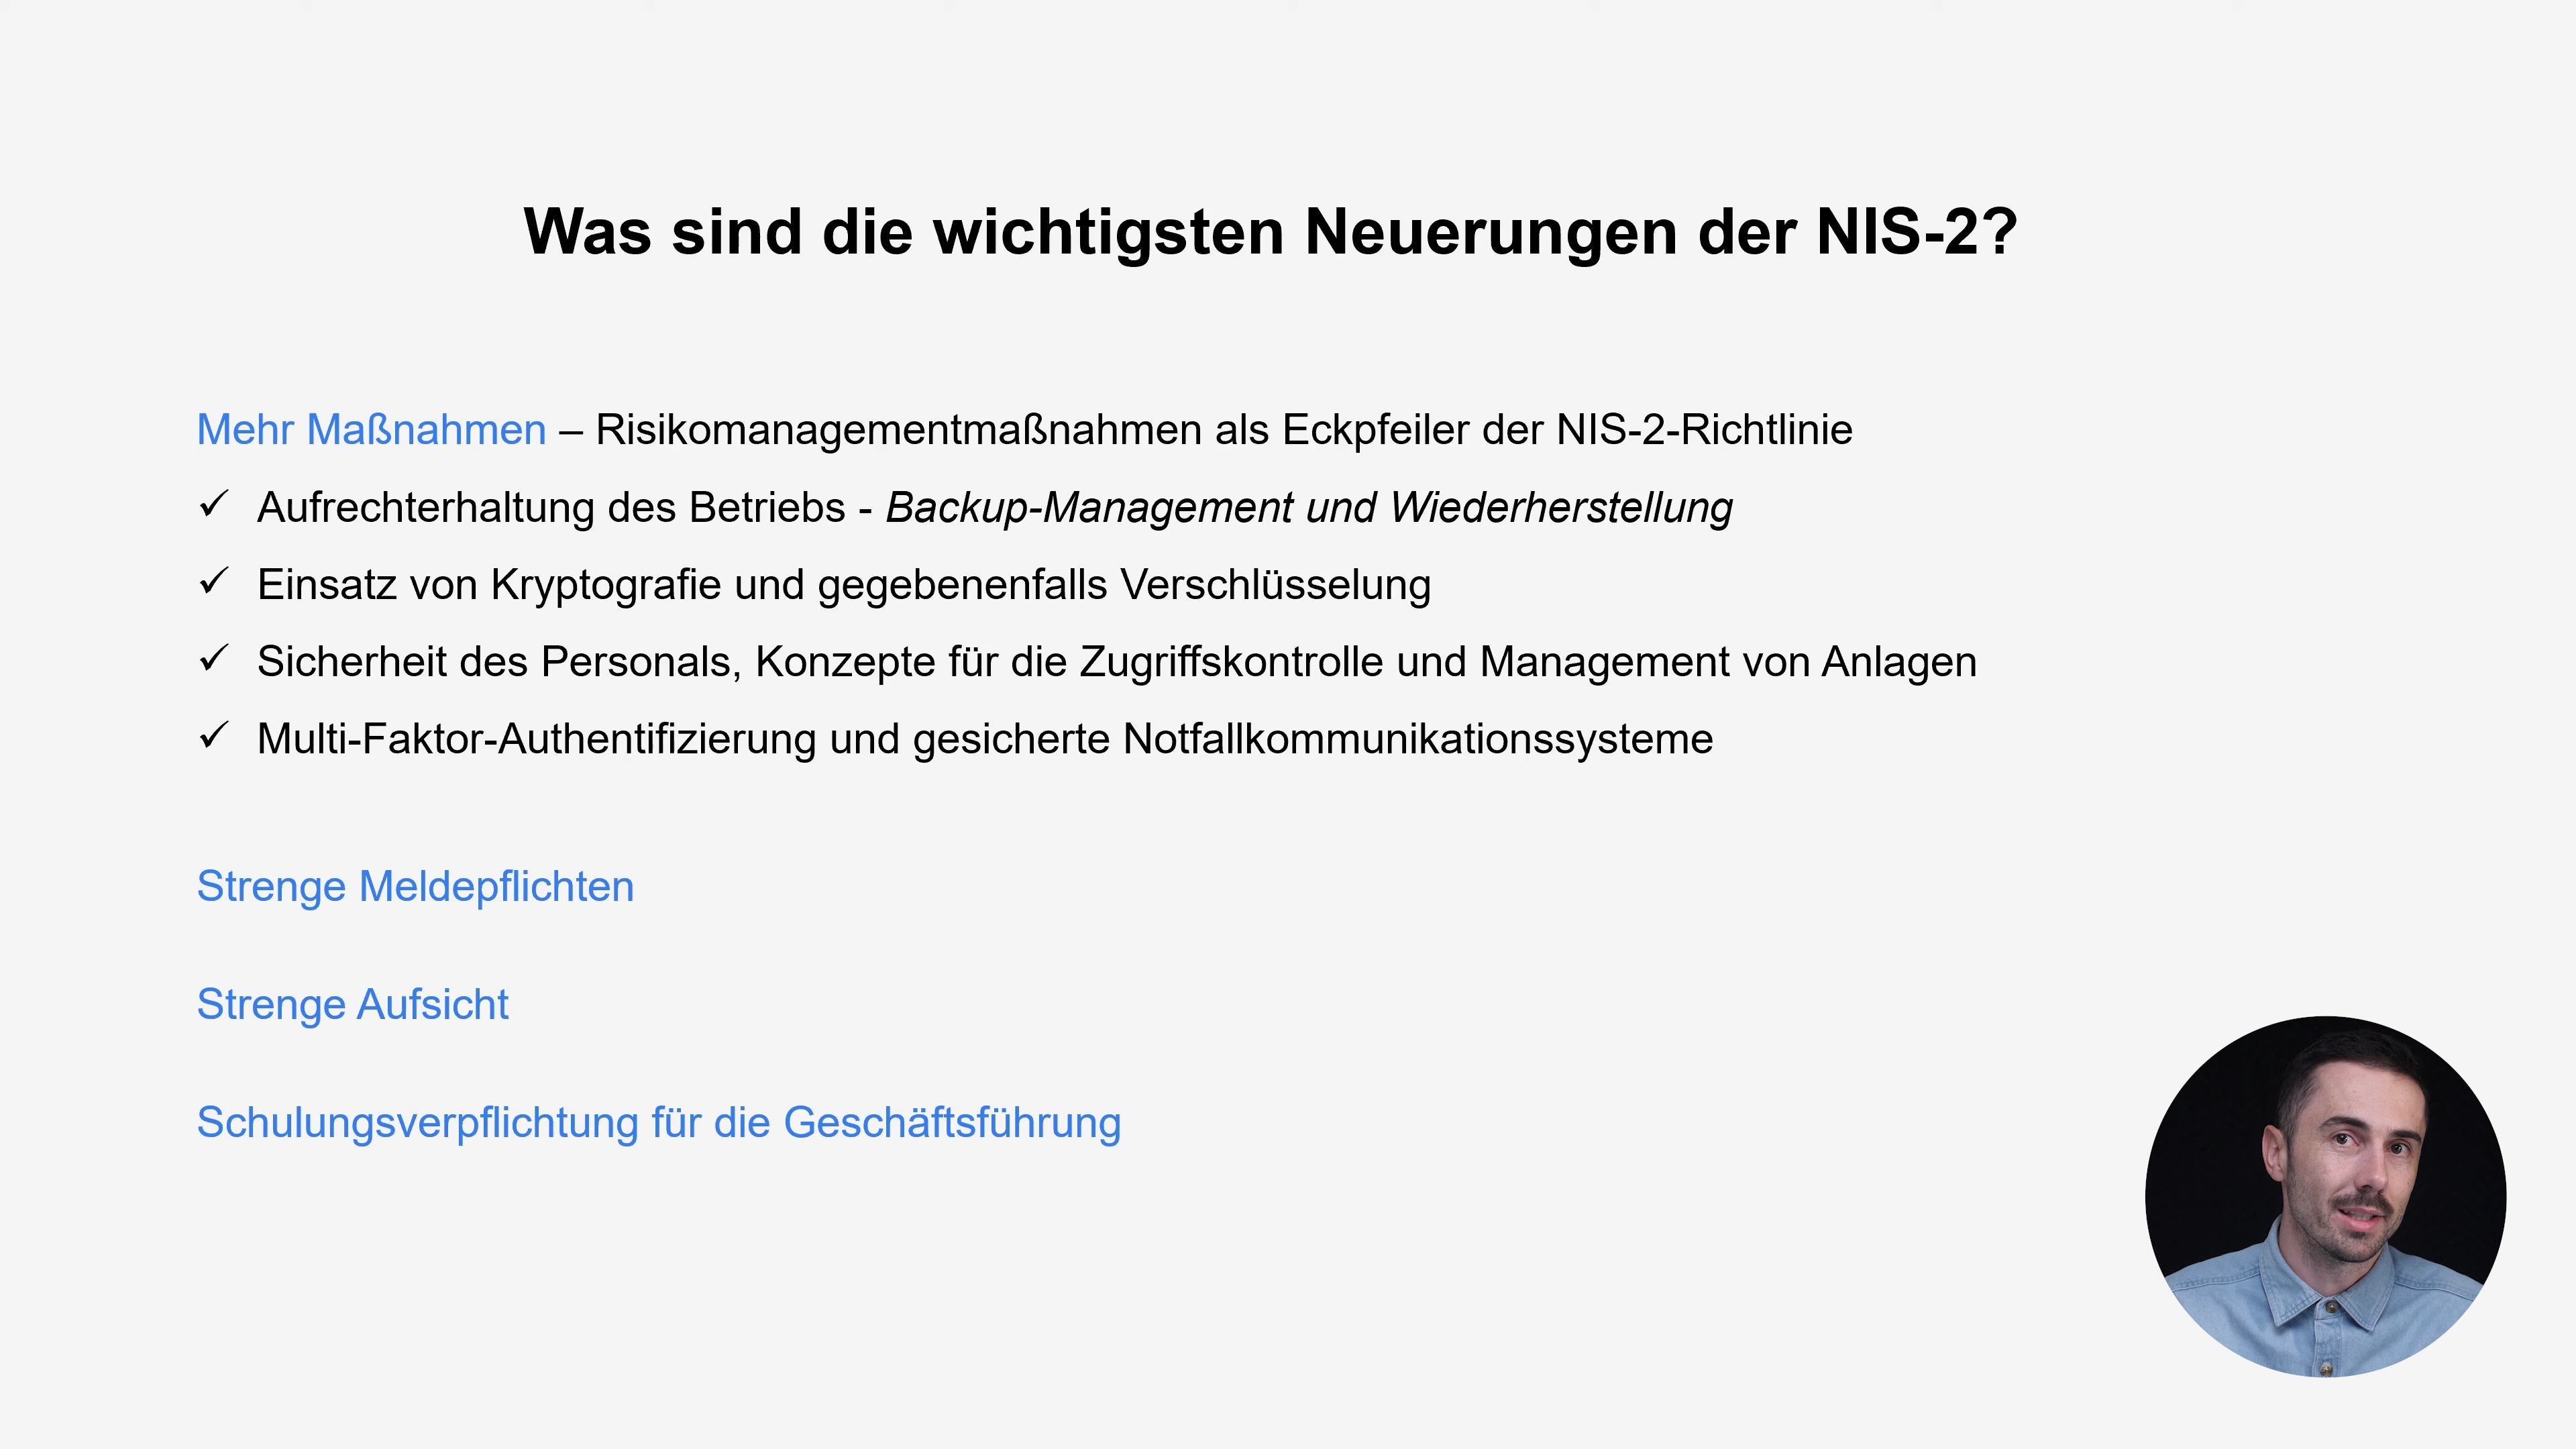 Was sind die wichtigsten Neuerungen der NIS-2?
Mehr Maßnahmen – Risikomanagementmaßnahmen als Eckpfeiler der NIS-2-Richtlinie
✓ Aufrechterhaltung des Betriebs - Backup-Management und Wiederherstellung
✓ Einsatz von Kryptografie und gegebenenfalls Verschlüsselung
✓ Sicherheit des Personals, Konzepte für die Zugriffskontrolle und Management von Anlagen
✓ Multi-Faktor-Authentifizierung und gesicherte Notfallkommunikationssysteme
Strenge Meldepflichten
Strenge Aufsicht
Schulungsverpflichtung für die Geschäftsführung